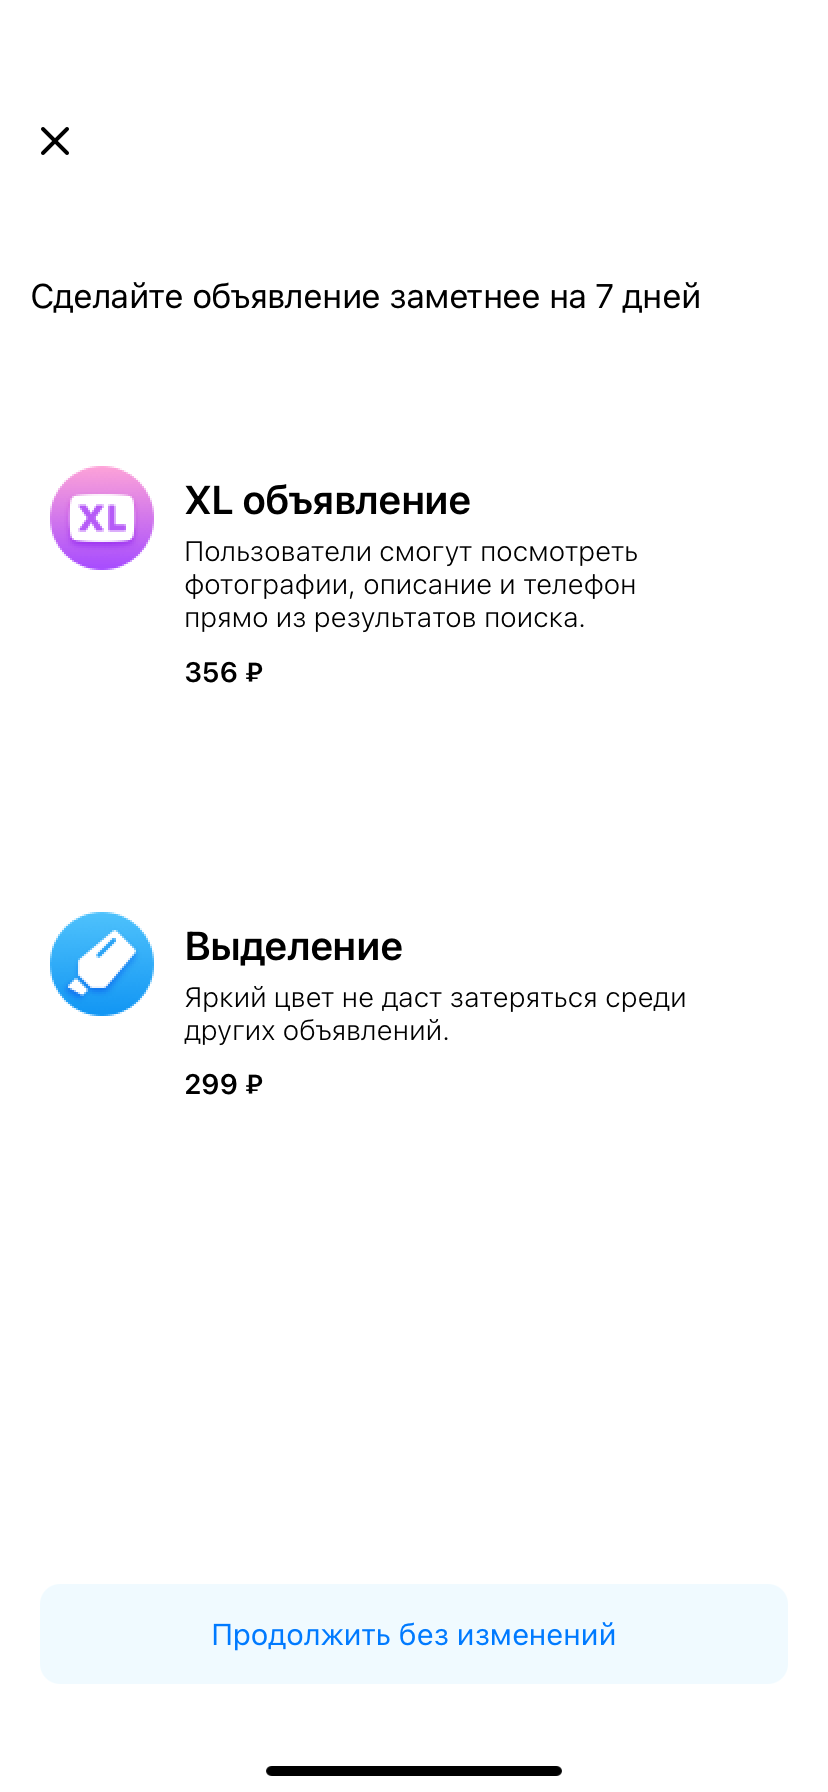 Сделайте объявление заметнее на 7 дней
XL
XL объявление
Пользователи смогут посмотреть
фотографии, описание и телефон
прямо из результатов поиска.
356 ₽
Выделение
Яркий цвет не даст затеряться среди
других объявлений.
299 ₽
Продолжить без изменений